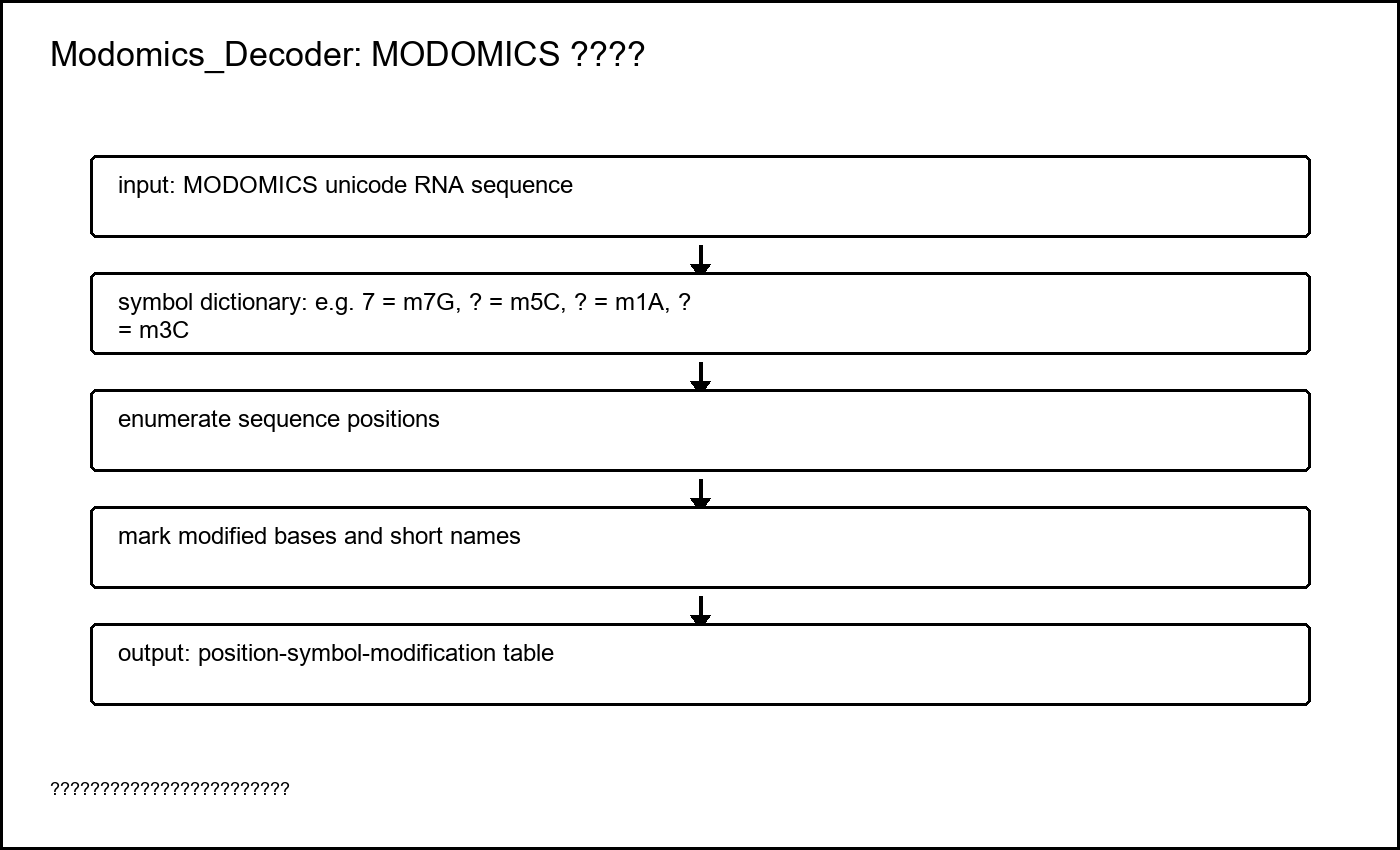 Modomics_Decoder: MODOMICS ????
input: MODOMICS unicode RNA sequence
symbol dictionary: e.g. 7 = m7G, ? = m5C, ? = m1A, ?
= m3C
enumerate sequence positions
mark modified bases and short names
output: position-symbol-modification table
????????????????????????